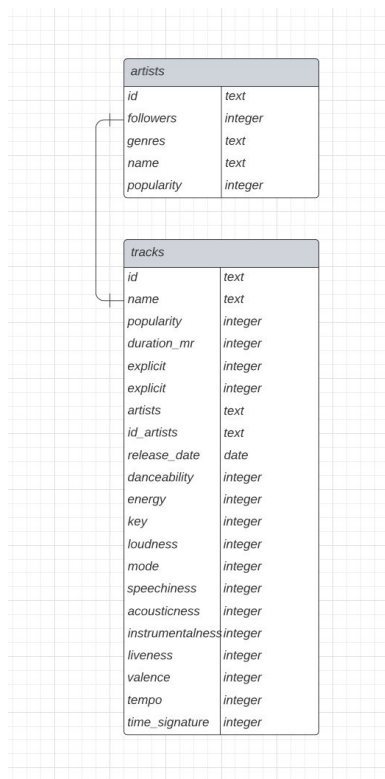 artists
id text
followers integer
genres text
name text
popularity integer
tracks
id text
name text
popularity integer
duration_mr integer
explicit integer
explicit integer
artists text
id_artists text
release_date date
danceability integer
energy integer
key integer
loudness integer
mode integer
speechiness integer
acousticness integer
instrumentalness integer
liveness integer
valence integer
tempo integer
time_signature integer